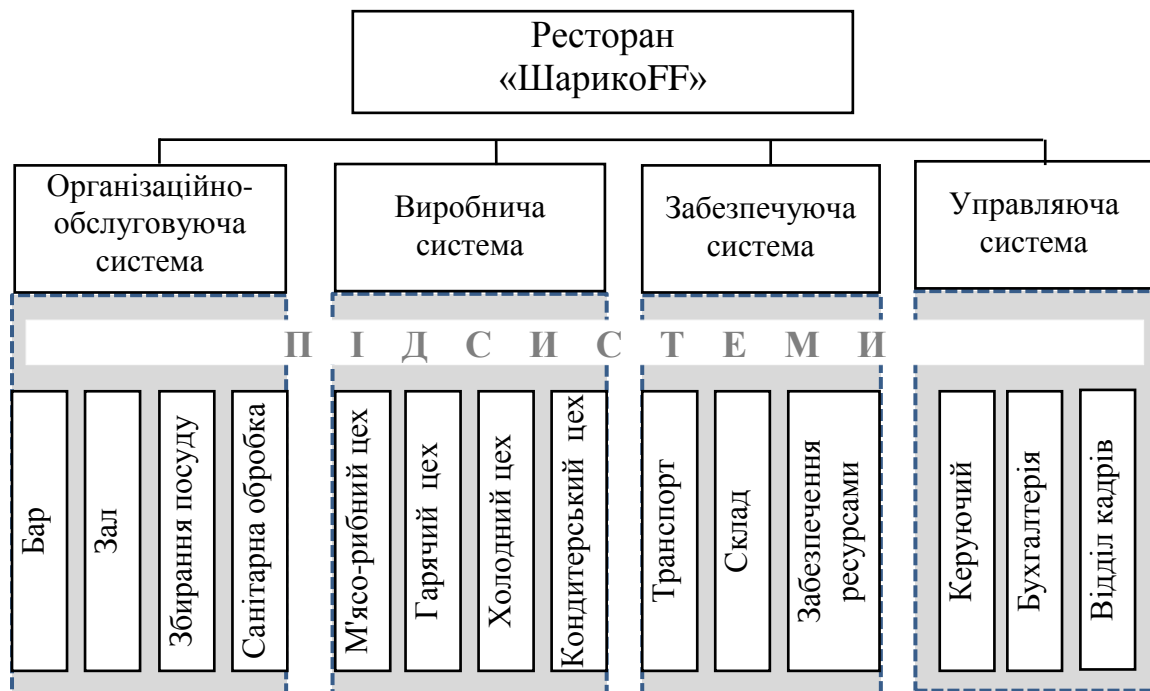 Ресторан
«ШарикоFF»
Організаційно-
обслуговуюча
система
Виробнича
система
Забезпечуюча
система
Управляюча
система
ПІДСИСТЕМИ
Бар
Зал
Збирання посуду
Санітарна обробка
М'ясо-рибний цех
Гарячий цех
Холодний цех
Кондитерський цех
Транспорт
Склад
Забезпечення
ресурсами
Керуючий
Бухгалтерія
Відділ кадрів